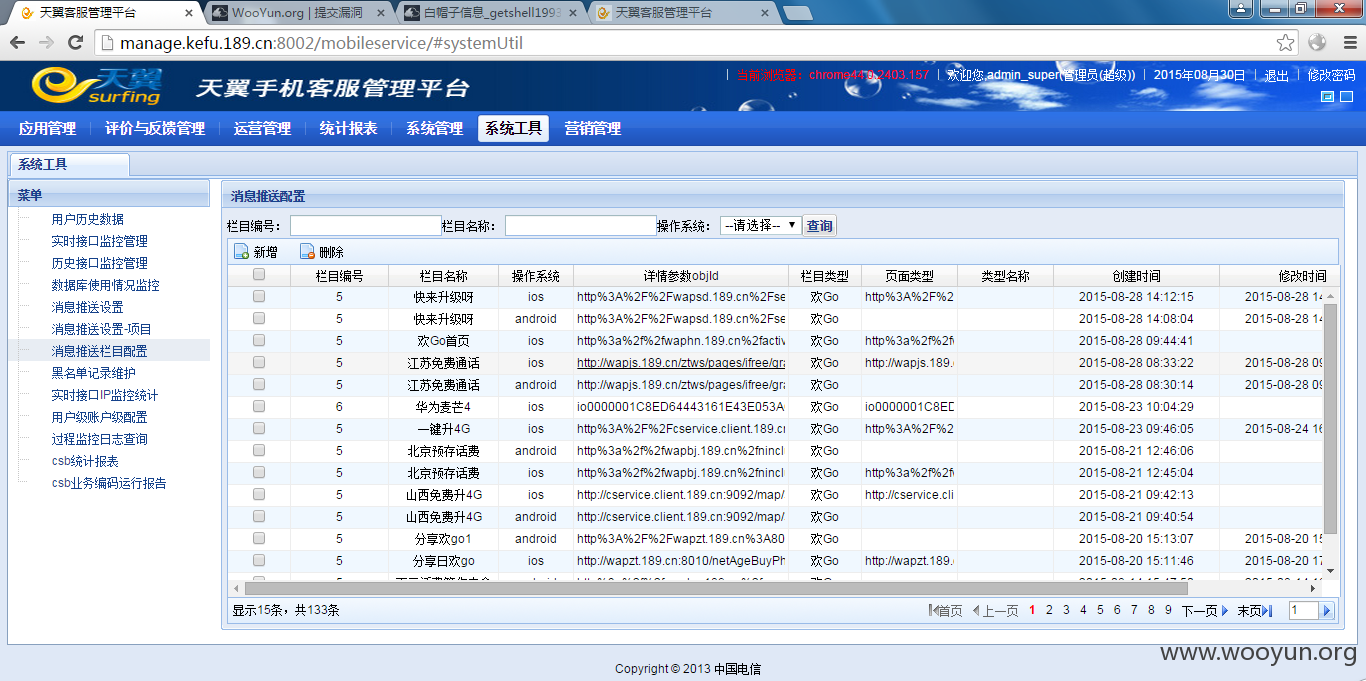 天翼客服管理平台
WooYun.org | 提交漏洞
白帽子信息_getshell1993
天翼客服管理平台
manage.kefu.189.cn:8002/mobileservice/#systemUtil
天翼 surfing 天翼手机客服管理平台
当前浏览器：chrome44.0.2403.157 | 欢迎您,admin_super(管理员(超级)) | 2015年08月30日 | 退出 | 修改密码
应用管理 评价与反馈管理 运营管理 统计报表 系统管理 系统工具 营销管理
系统工具
菜单
用户历史数据
实时接口监控管理
历史接口监控管理
数据库使用情况监控
消息推送设置
消息推送设置-项目
消息推送栏目配置
黑名单记录维护
实时接口IP监控统计
用户级账户级配置
过程监控日志查询
csb统计报表
csb业务编码运行报告
消息推送配置
栏目编号： 栏目名称： 操作系统： --请选择-- 查询
新增 删除
栏目编号 栏目名称 操作系统 详情参数objId 栏目类型 页面类型 类型名称 创建时间 修改时间
5 快来升级呀 ios http%3A%2F%2Fwapsd.189.cn%2Fse 欢Go http%3A%2F%2 2015-08-28 14:12:15 2015-08-28 14
5 快来升级呀 android http%3A%2F%2Fwapsd.189.cn%2Fse 欢Go 2015-08-28 14:08:04 2015-08-28 14
5 欢Go首页 ios http%3a%2f%2fwaphn.189.cn%2factiv 欢Go http%3a%2f% 2015-08-28 09:44:41
5 江苏免费通话 ios http://wapjs.189.cn/ztws/pages/ifree/gra 欢Go http://wapjs.189. 2015-08-28 08:33:22 2015-08-28 09
5 江苏免费通话 android http://wapjs.189.cn/ztws/pages/ifree/gra 欢Go 2015-08-28 08:30:14 2015-08-28 09
6 华为麦芒4 ios io0000001C8ED64443161E43E053A 欢Go io0000001C8ED 2015-08-23 10:04:29
5 一键升4G ios http%3A%2F%2Fcservice.client.189.cn 欢Go http%3A%2F%2 2015-08-23 09:46:05 2015-08-24 16
5 北京预存话费 android http%3a%2f%2fwapbj.189.cn%2fninclu 欢Go 2015-08-21 12:46:06
5 北京预存话费 ios http%3a%2f%2fwapbj.189.cn%2fninclu 欢Go http%3a%2f% 2015-08-21 12:45:04
5 山西免费升4G ios http://cservice.client.189.cn:9092/map/ 欢Go http://cservice.cli 2015-08-21 09:42:13
5 山西免费升4G android http://cservice.client.189.cn:9092/map/ 欢Go 2015-08-21 09:40:54
5 分享欢go1 android http%3A%2F%2Fwapzt.189.cn%3A80 欢Go 2015-08-20 15:13:07 2015-08-20 15
5 分享日欢go ios http://wapzt.189.cn:8010/netAgeBuyPh 欢Go http://wapzt.189. 2015-08-20 15:11:46 2015-08-20 17
显示15条，共133条
首页 上一页 1 2 3 4 5 6 7 8 9 下一页 末页 1
Copyright © 2013 中国电信
www.wooyun.org